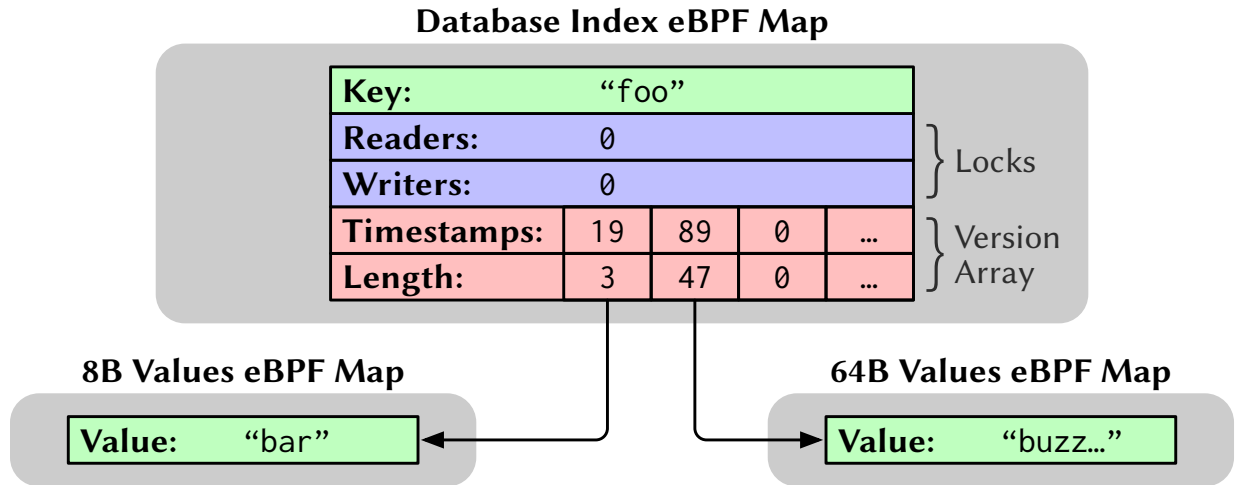 Database Index eBPF Map
Key: “foo”
Readers: 0
Writers: 0
Locks
Timestamps: 19 89 0 …
Length: 3 47 0 …
Version
Array
8B Values eBPF Map
Value: “bar”
64B Values eBPF Map
Value: “buzz…”